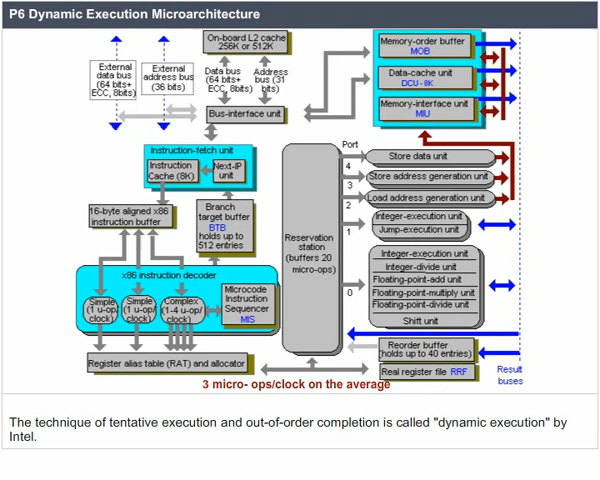 P6 Dynamic Execution Microarchitecture
On-board L2 cache
256K or 512K
Memory-order buffer
MOB
External
data bus
(64 bits+
ECC, 8bits)
External
address bus
(36 bits)
Data bus
(64 bits+
ECC, 8bits)
Address
bus (31
bits)
Data-cache unit
DCU - 8K
Bus-interface unit
Memory-interface unit
MIU
Instruction-fetch unit
Instruction
Cache (8K)
Next-IP
unit
Port
4
3
2
1
0
Store data unit
Store address generation unit
Load address generation unit
16-byte aligned x86
instruction buffer
Branch
target buffer
BTB
holds up to
512 entries
Reservation
station
(buffers 20
micro-ops)
Integer-execution unit
Jump-execution unit
Integer-execution unit
Integer-divide unit
Floating-point-add unit
Floating-point-multiply unit
Floating-point-divide unit
Shift unit
x86 instruction decoder
Simple
(1 u-op/
clock)
Simple
(1 u-op/
clock)
Complex
(1-4 u-op/
clock)
Microcode
Instruction
Sequencer
MIS
Reorder buffer
(holds up to 40 entries)
Register alias table (RAT) and allocator
Real register file RRF
Result
buses
3 micro- ops/clock on the average
The technique of tentative execution and out-of-order completion is called "dynamic execution" by
Intel.